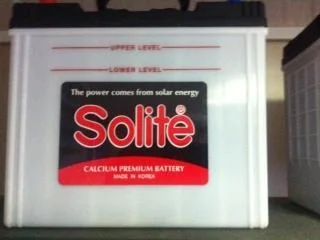 UPPER LEVEL
LOWER LEVEL
The power comes from solar energy
Solite
CALCIUM PREMIUM BATTERY
MADE IN KOREA